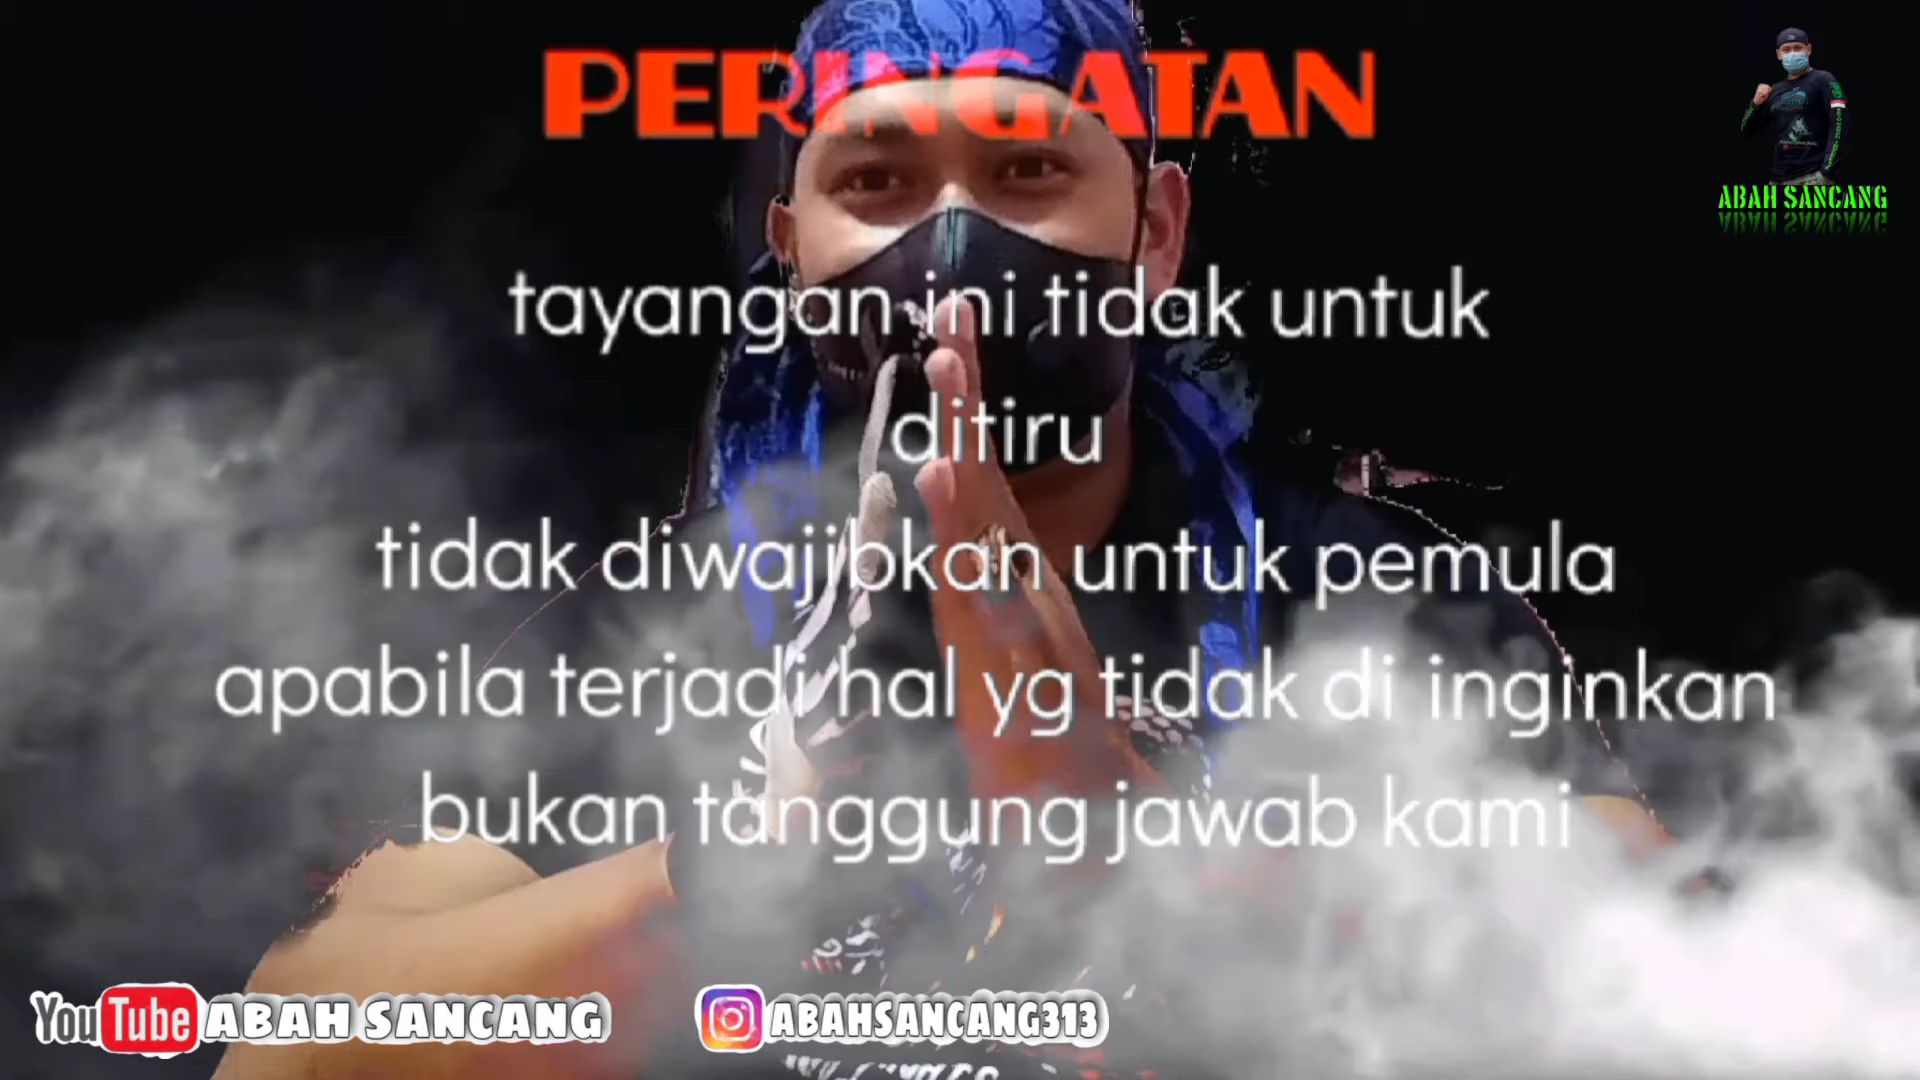 PERINGATAN
ABAH SANCANG
tayangan ini tidak untuk
ditiru
tidak diwajibkan untuk pemula
apabila terjadi hal yg tidak di inginkan
bukan tanggung jawab kami
YouTube ABAH SANCANG
ABAHSANCANG313